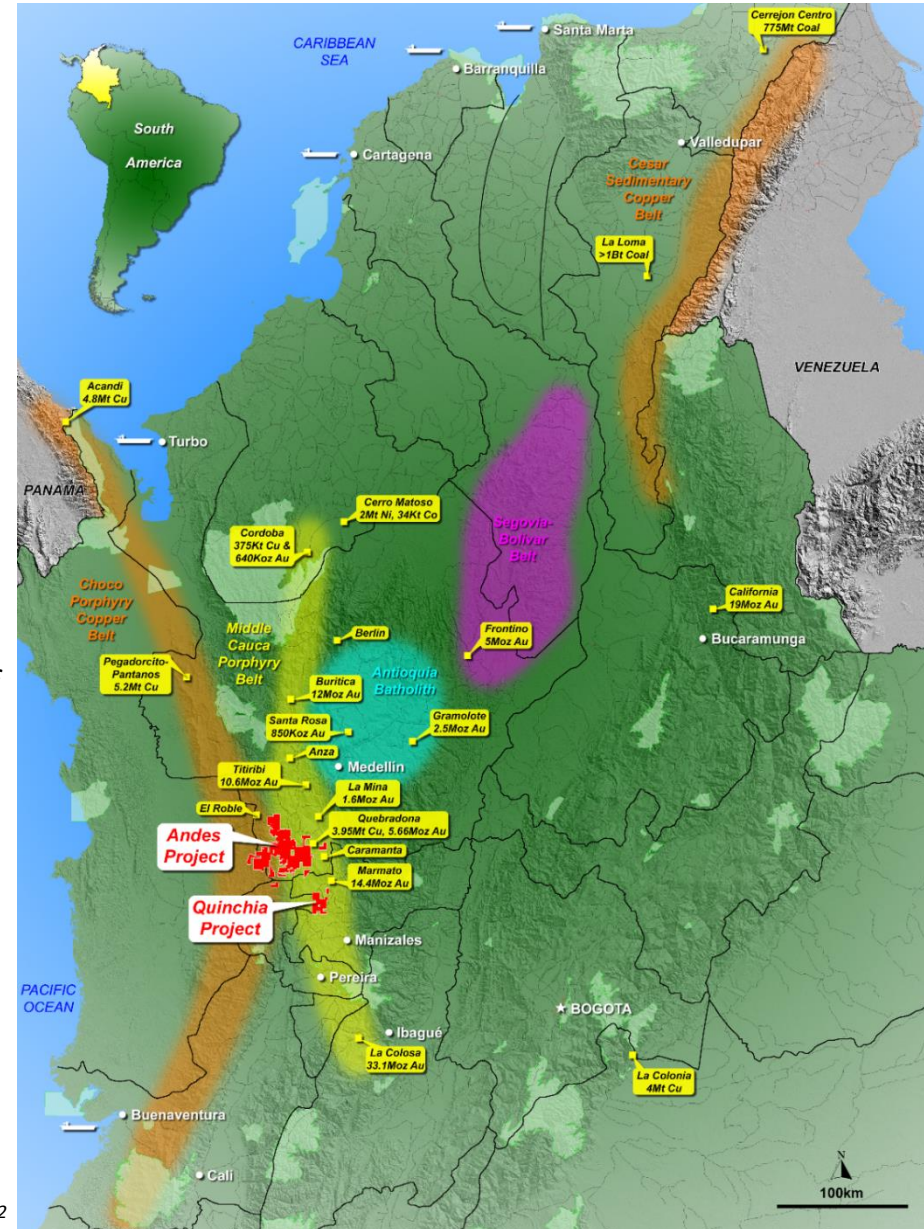 CARIBBEAN
SEA
Santa Marta
Barranquilla
Cerrejon Centro
775Mt Coal
South
America
Cartagena
Valledupar
Cesar
Sedimentary
Copper
Belt
La Loma
>1Bt Coal
VENEZUELA
Acandi
4.8Mt Cu
Turbo
PANAMA
Cerro Matoso
2Mt Ni, 34Kt Co
Cordoba
375Kt Cu &
640Koz Au
Segovia-
Bolivar
Belt
Choco
Porphyry
Copper
Belt
Middle
Cauca
Porphyry
Belt
California
19Moz Au
Bucaramunga
Berlin
Frontino
5Moz Au
Pegadorcito-
Pantanos
5.2Mt Cu
Buritica
12Moz Au
Antioquia
Batholith
Santa Rosa
850Koz Au
Gramolote
2.5Moz Au
Anza
Medellin
Titiribi
10.6Moz Au
La Mina
1.6Moz Au
El Roble
Quebradona
3.95Mt Cu, 5.66Moz Au
Andes
Project
Caramanta
Marmato
14.4Moz Au
Quinchia
Project
Manizales
Pereira
PACIFIC
OCEAN
BOGOTA
Ibagué
La Colosa
33.1Moz Au
La Colonia
4Mt Cu
Buenaventura
Cali
N
100km
2